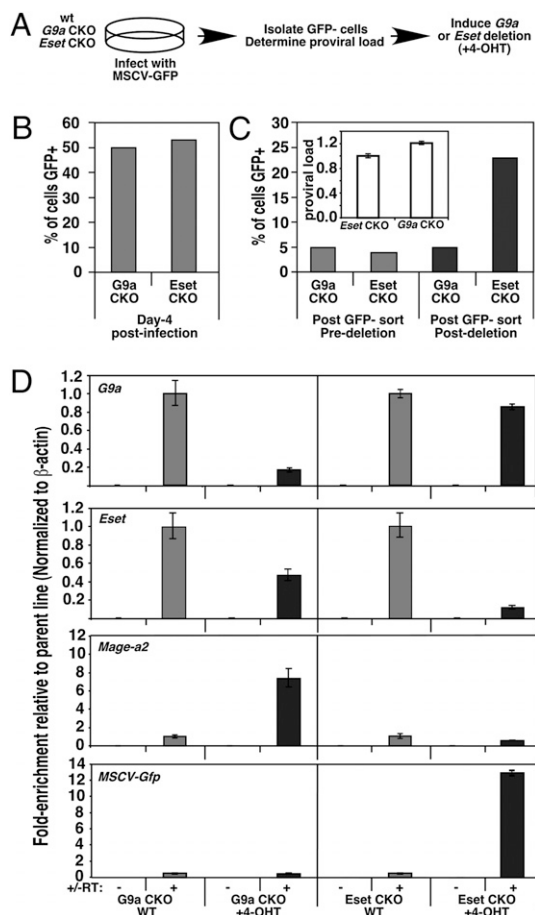 A
wt
G9a CKO
Eset CKO
Infect with
MSCV-GFP
Isolate GFP- cells
Determine proviral load
Induce G9a
or Eset deletion
(+4-OHT)
B
% of cells GFP+
60
50
40
30
20
10
0
G9a CKO
Eset CKO
Day-4
post-infection
C
% of cells GFP+
30
25
20
15
10
5
0
proviral load
1.2
0.8
0.4
0.0
Eset CKO
G9a CKO
G9a CKO
Eset CKO
G9a CKO
Eset CKO
Post GFP- sort
Pre-deletion
Post GFP- sort
Post-deletion
D
Fold-enrichment relative to parent line (Normalized to β-actin)
G9a
1.2
1.0
0.8
0.6
0.4
0.2
Eset
1.2
1.0
0.8
0.6
0.4
0.2
Mage-a2
12
10
8
6
4
2
0
MSCV-Gfp
14
12
10
8
6
4
2
0
+/-RT: - + - + - + - +
G9a CKO
WT
G9a CKO
+4-OHT
Eset CKO
WT
Eset CKO
+4-OHT